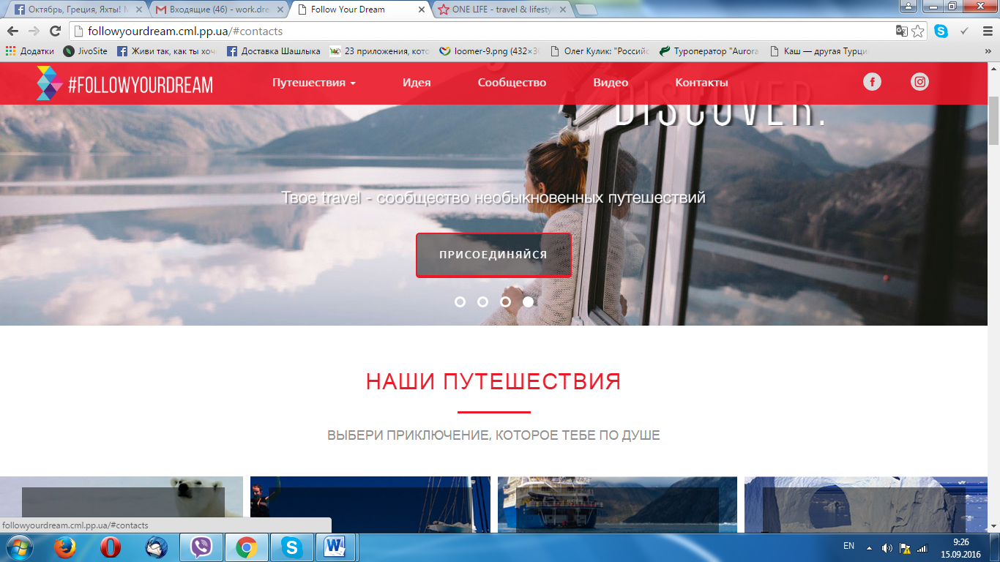 Октябрь, Греция, Яхты!
Входящие (46) - work.dre
Follow Your Dream
ONE LIFE - travel & lifesty
followyourdream.cml.pp.ua/#contacts
Додатки
JivoSite
Живи так, как ты хоч
Доставка Шашлыка
23 приложения, кото
loomer-9.png (432×3
Олег Кулик: "Россий
Туроператор "Aurora
Каш — другая Турци
»
#FOLLOWYOURDREAM
Путешествия
Идея
Сообщество
Видео
Контакты
DISCOVER.
Твое travel - сообщество необыкновенных путешествий
ПРИСОЕДИНЯЙСЯ
НАШИ ПУТЕШЕСТВИЯ
ВЫБЕРИ ПРИКЛЮЧЕНИЕ, КОТОРОЕ ТЕБЕ ПО ДУШЕ
followyourdream.cml.pp.ua/#contacts
EN
9:26
15.09.2016